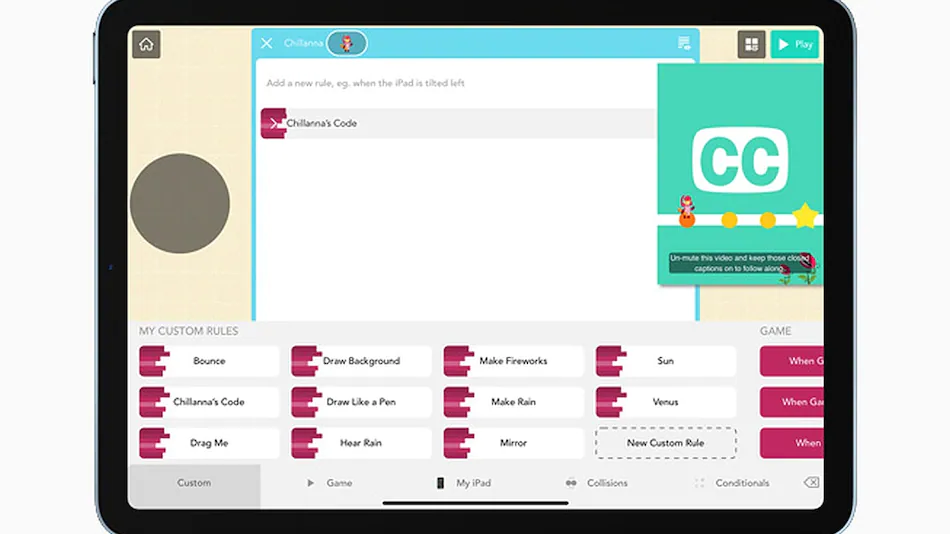 Chillanna
Play
Add a new rule, eg. when the iPad is tilted left
Chillanna's Code
CC
Un-mute this video and keep those closed
captions on to follow along.
MY CUSTOM RULES
GAME
Bounce
Draw Background
Make Fireworks
Sun
When G
Chillanna's Code
Draw Like a Pen
Make Rain
Venus
When Gam
Drag Me
Hear Rain
Mirror
New Custom Rule
When
Custom
Game
My iPad
Collisions
Conditionals